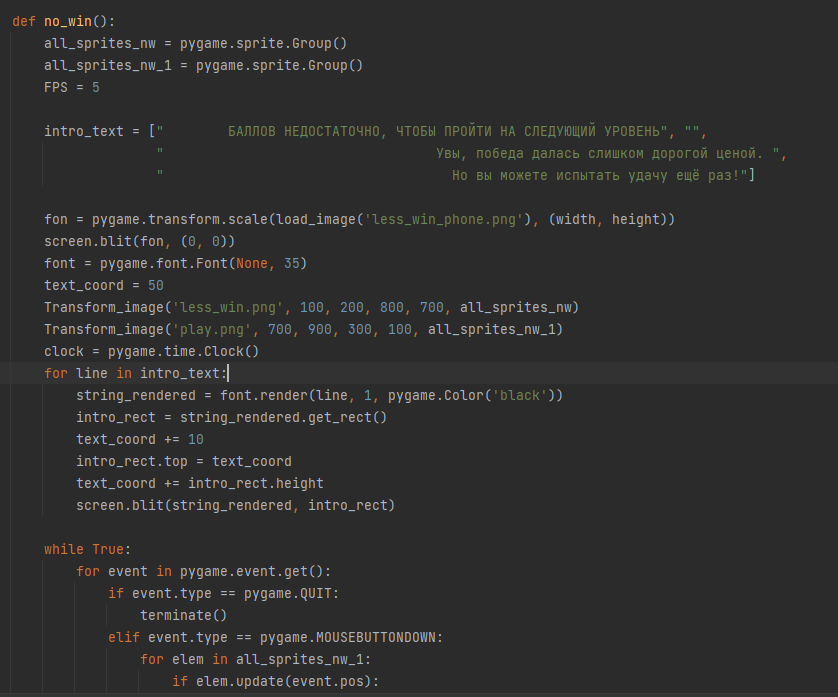 def no_win():
    all_sprites_nw = pygame.sprite.Group()
    all_sprites_nw_1 = pygame.sprite.Group()
    FPS = 5

    intro_text = ["        БАЛЛОВ НЕДОСТАТОЧНО, ЧТОБЫ ПРОЙТИ НА СЛЕДУЮЩИЙ УРОВЕНЬ", "",
                  "                                  Увы, победа далась слишком дорогой ценой. ",
                  "                                    Но вы можете испытать удачу ещё раз!"]

    fon = pygame.transform.scale(load_image('less_win_phone.png'), (width, height))
    screen.blit(fon, (0, 0))
    font = pygame.font.Font(None, 35)
    text_coord = 50
    Transform_image('less_win.png', 100, 200, 800, 700, all_sprites_nw)
    Transform_image('play.png', 700, 900, 300, 100, all_sprites_nw_1)
    clock = pygame.time.Clock()
    for line in intro_text:
        string_rendered = font.render(line, 1, pygame.Color('black'))
        intro_rect = string_rendered.get_rect()
        text_coord += 10
        intro_rect.top = text_coord
        text_coord += intro_rect.height
        screen.blit(string_rendered, intro_rect)

    while True:
        for event in pygame.event.get():
            if event.type == pygame.QUIT:
                terminate()
            elif event.type == pygame.MOUSEBUTTONDOWN:
                for elem in all_sprites_nw_1:
                    if elem.update(event.pos):